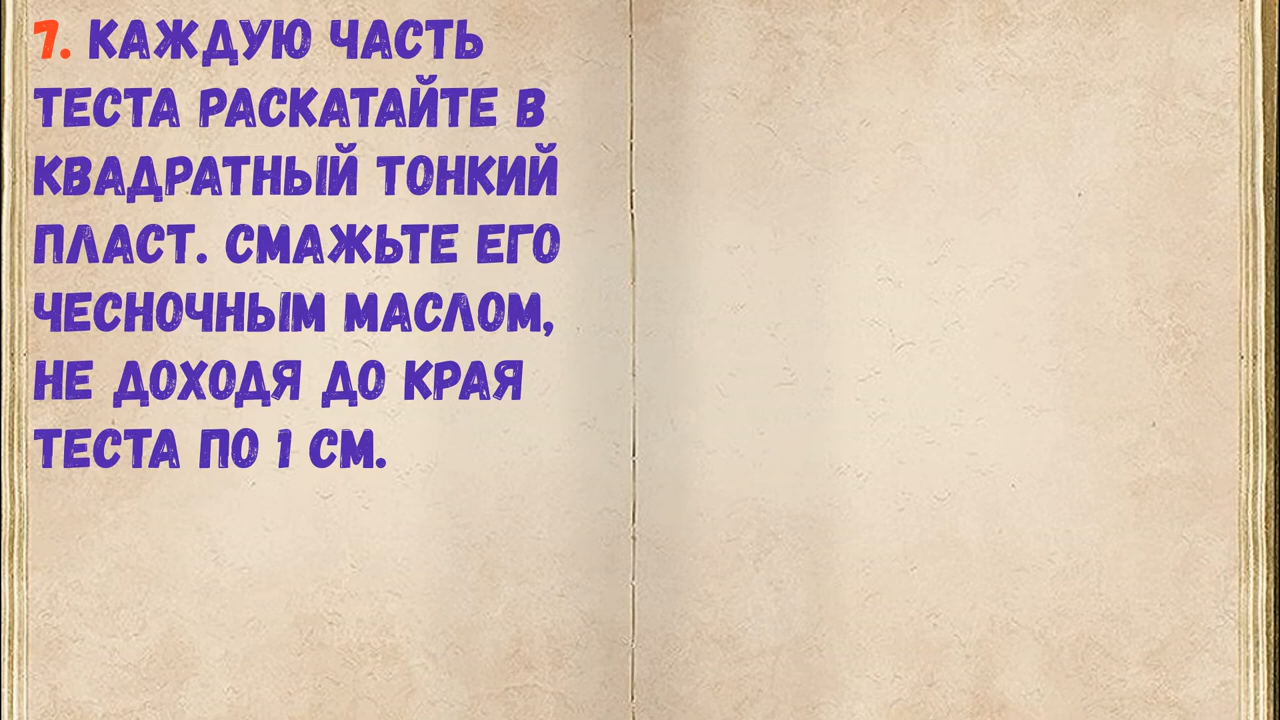 7. КАЖДУЮ ЧАСТЬ
ТЕСТА РАСКАТАЙТЕ В
КВАДРАТНЫЙ ТОНКИЙ
ПЛАСТ. СМАЖЬТЕ ЕГО
ЧЕСНОЧНЫМ МАСЛОМ,
НЕ ДОХОДЯ ДО КРАЯ
ТЕСТА ПО 1 СМ.